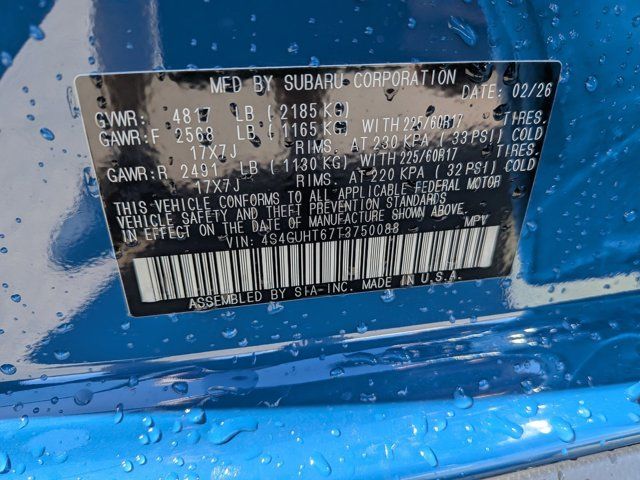 MFD BY SUBARU CORPORATION DATE: 02/26
GVWR: 4817 LB (2185 KG)
GAWR:F 2568 LB (1165 KG) WITH 225/60R17 TIRES.
17X7J RIMS. AT 230 KPA (33 PSI) COLD
GAWR:R 2491 LB (1130 KG) WITH 225/60R17 TIRES.
17X7J RIMS. AT 220 KPA (32 PSI) COLD
THIS VEHICLE CONFORMS TO ALL APPLICABLE FEDERAL MOTOR
VEHICLE SAFETY AND THEFT PREVENTION STANDARDS
IN EFFECT ON THE DATE OF MANUFACTURE SHOWN ABOVE.
VIN: 4S4GUHT67T3750088 MPV
ASSEMBLED BY SIA-INC. MADE IN U.S.A.